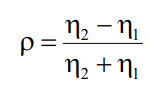 ρ = (η₂ − η₁) / (η₂ + η₁)